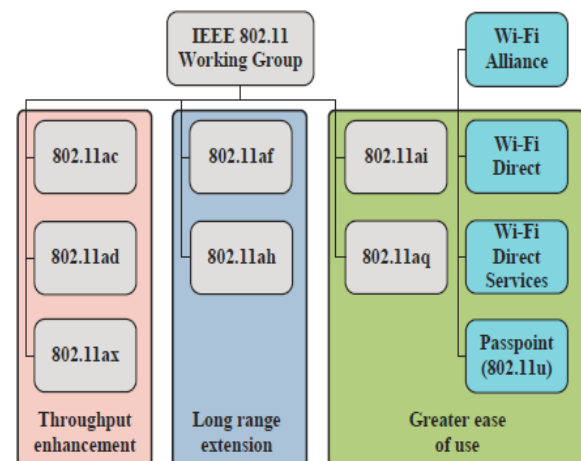 IEEE 802.11
Working Group
Wi-Fi
Alliance
802.11ac
802.11af
802.11ai
Wi-Fi
Direct
802.11ad
802.11ah
802.11aq
Wi-Fi
Direct
Services
802.11ax
Passpoint
(802.11u)
Throughput
enhancement
Long range
extension
Greater ease
of use